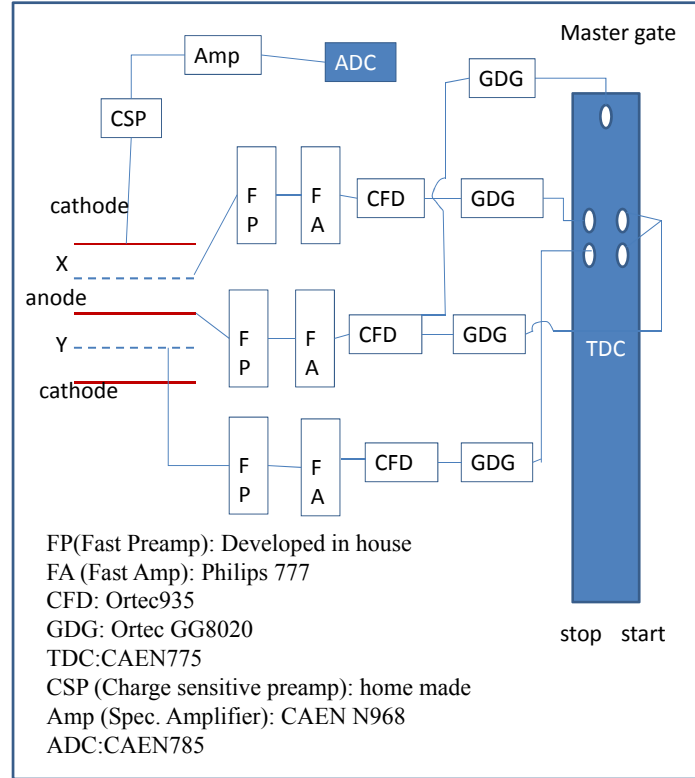 Master gate
Amp
ADC
GDG
CSP
F
P
F
A
CFD
GDG
cathode
X
anode
Y
cathode
F
P
F
A
CFD
GDG
TDC
F
P
F
A
CFD
GDG
FP(Fast Preamp): Developed in house
FA (Fast Amp): Philips 777
CFD: Ortec935
GDG: Ortec GG8020
TDC:CAEN775
CSP (Charge sensitive preamp): home made
Amp (Spec. Amplifier): CAEN N968
ADC:CAEN785
stop start